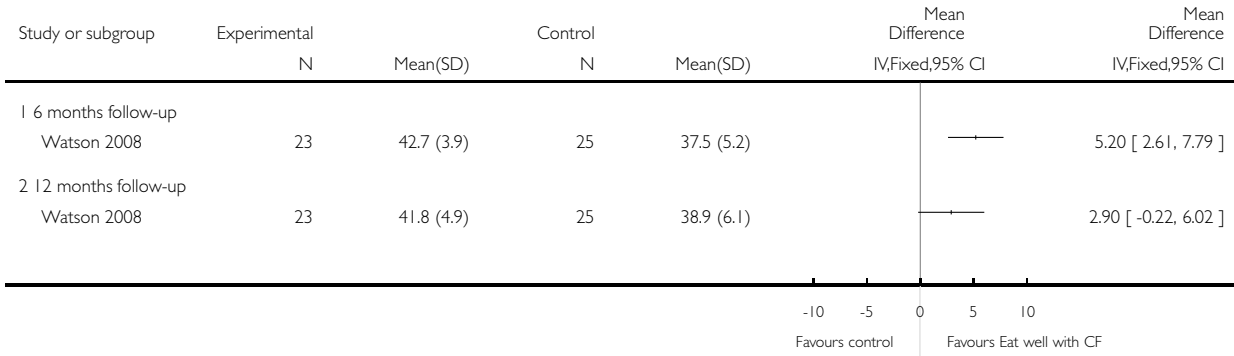 Study or subgroup Experimental Control Mean Difference Mean Difference
N Mean(SD) N Mean(SD) IV,Fixed,95% CI IV,Fixed,95% CI
1 6 months follow-up
Watson 2008 23 42.7 (3.9) 25 37.5 (5.2) 5.20 [ 2.61, 7.79 ]
2 12 months follow-up
Watson 2008 23 41.8 (4.9) 25 38.9 (6.1) 2.90 [ -0.22, 6.02 ]
-10 -5 0 5 10
Favours control Favours Eat well with CF